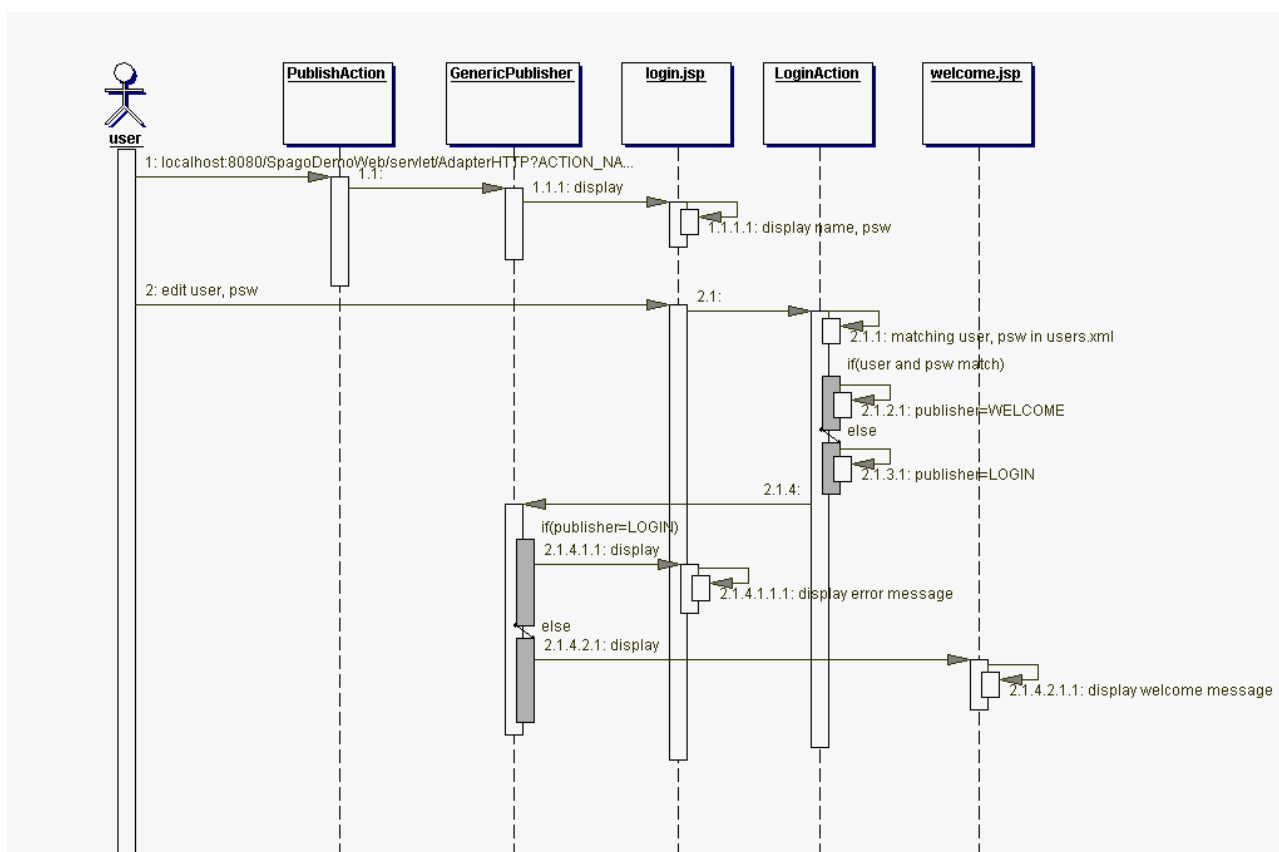 PublishAction
GenericPublisher
login.jsp
LoginAction
welcome.jsp
user
1: localhost:8080/SpagoDemoWeb/servlet/AdapterHTTP?ACTION_NA...
1.1:
1.1.1: display
1.1.1.1: display name, psw
2: edit user, psw
2.1:
2.1.1: matching user, psw in users.xml
if(user and psw match)
2.1.2.1: publisher=WELCOME
else
2.1.3.1: publisher=LOGIN
2.1.4:
if(publisher=LOGIN)
2.1.4.1.1: display
2.1.4.1.1.1: display error message
else
2.1.4.2.1: display
2.1.4.2.1.1: display welcome message